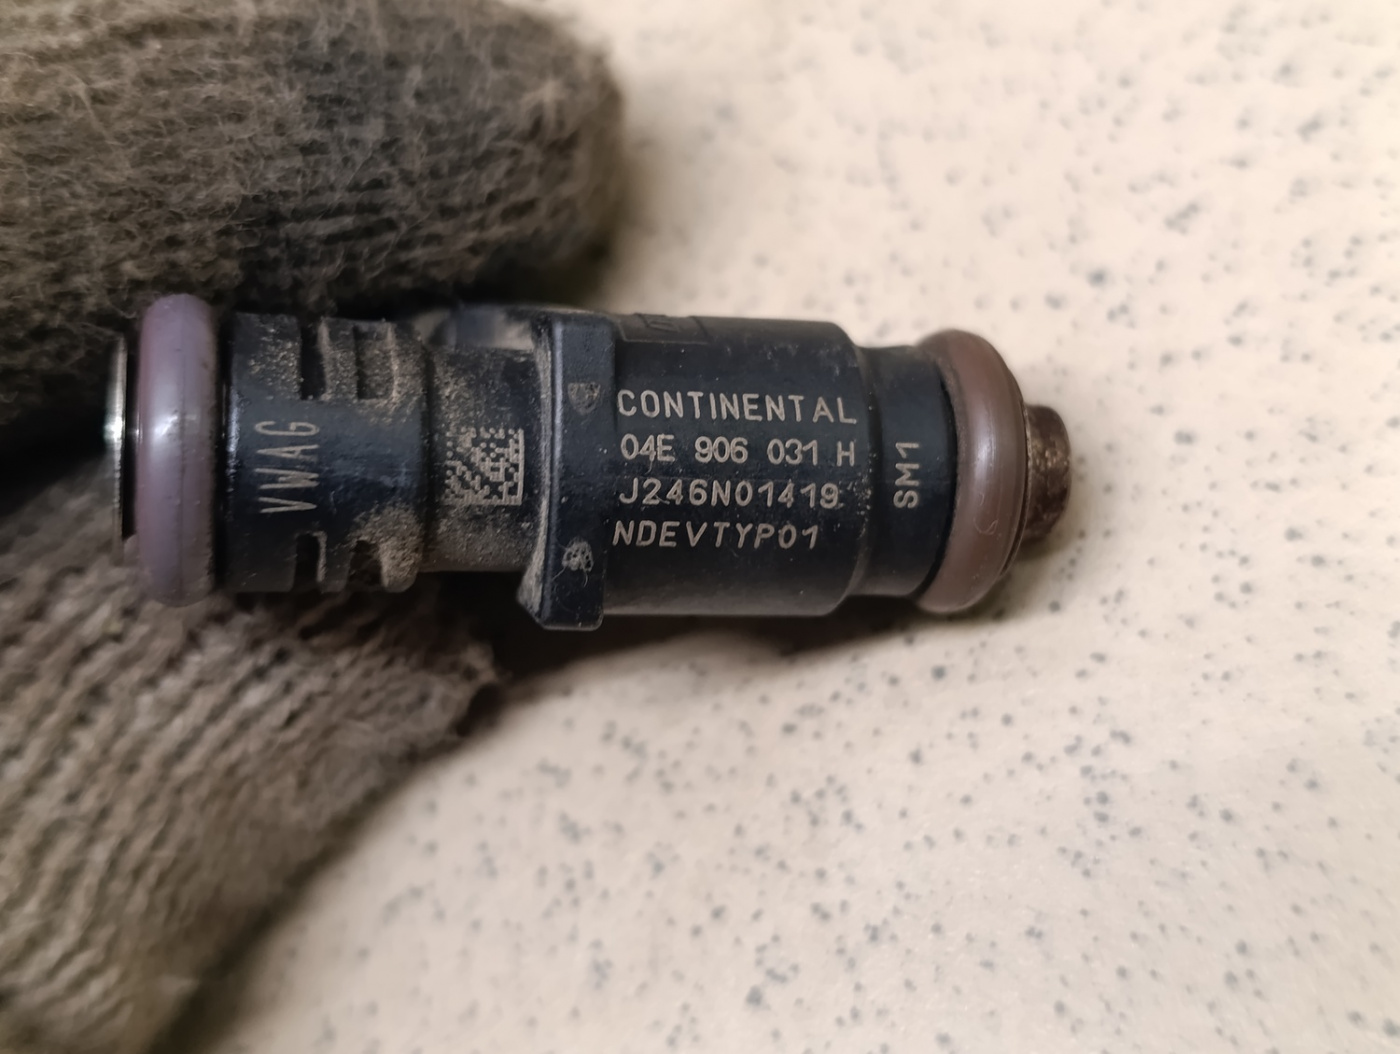 VWAG
CONTINENTAL
04E 906 031 H
J246N01419
NDEVTYP01
SM1